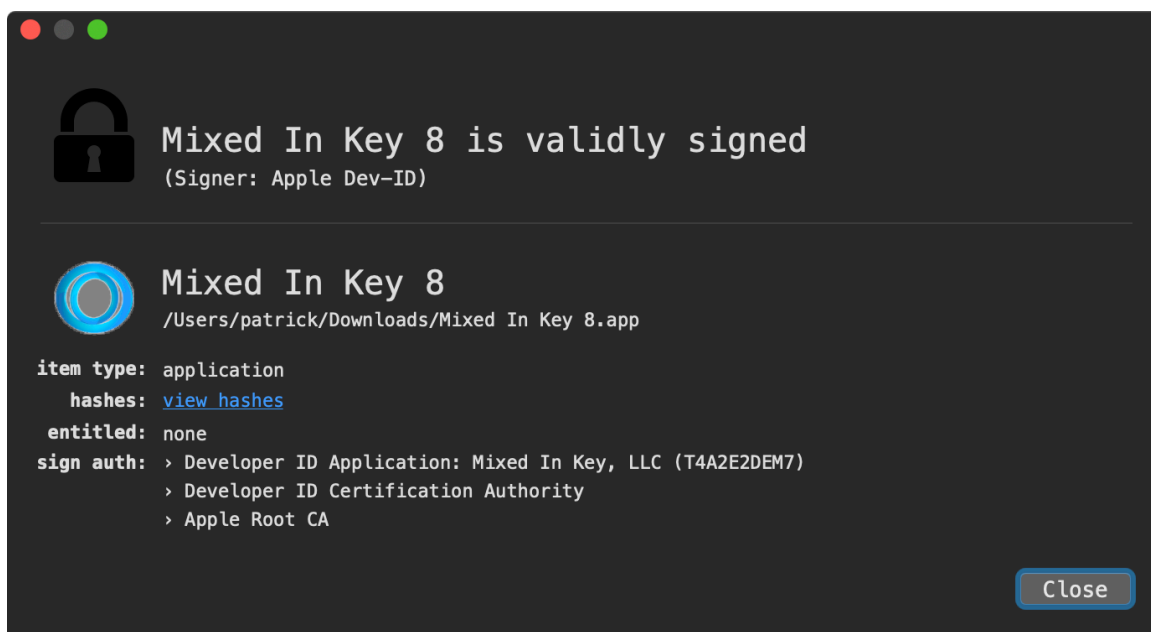 Mixed In Key 8 is validly signed
(Signer: Apple Dev-ID)
Mixed In Key 8
/Users/patrick/Downloads/Mixed In Key 8.app
item type: application
hashes: view hashes
entitled: none
sign auth: › Developer ID Application: Mixed In Key, LLC (T4A2E2DEM7)
› Developer ID Certification Authority
› Apple Root CA
Close